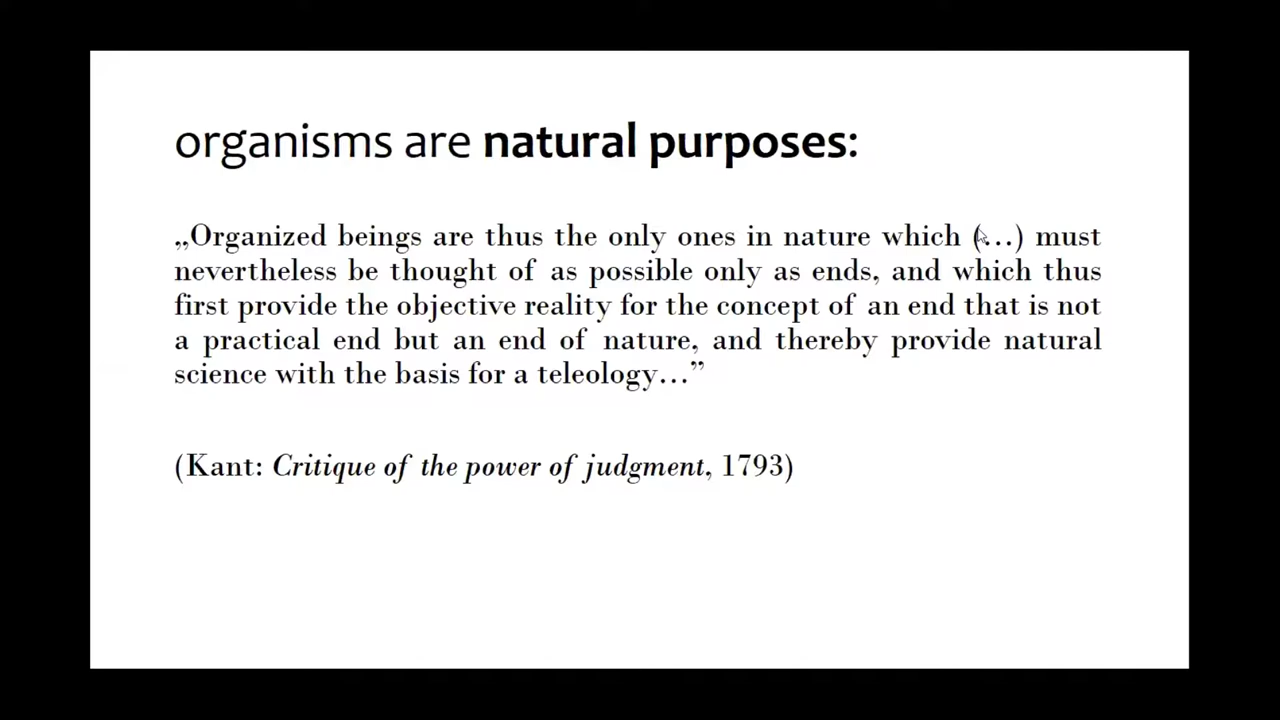 organisms are natural purposes:
„Organized beings are thus the only ones in nature which (…) must
nevertheless be thought of as possible only as ends, and which thus
first provide the objective reality for the concept of an end that is not
a practical end but an end of nature, and thereby provide natural
science with the basis for a teleology…”
(Kant: Critique of the power of judgment, 1793)